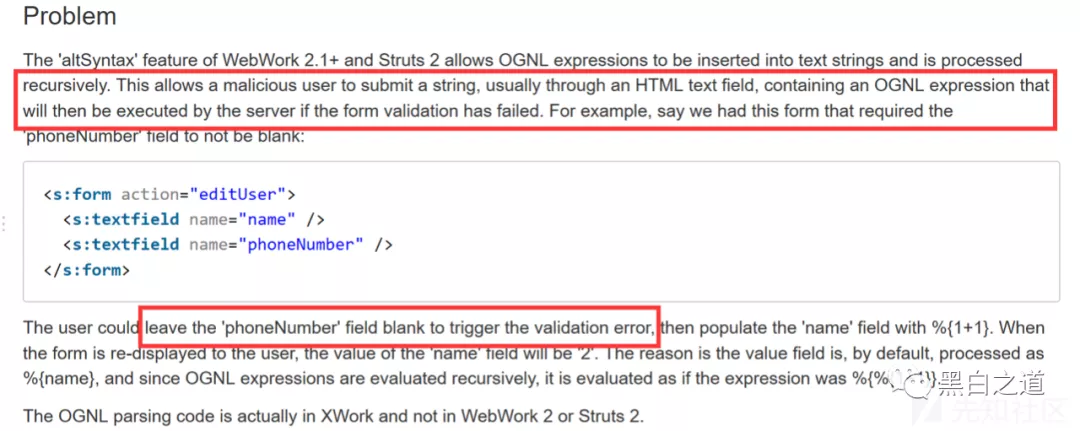 Problem
The 'altSyntax' feature of WebWork 2.1+ and Struts 2 allows OGNL expressions to be inserted into text strings and is processed
recursively. This allows a malicious user to submit a string, usually through an HTML text field, containing an OGNL expression that
will then be executed by the server if the form validation has failed. For example, say we had this form that required the
'phoneNumber' field to not be blank:
<s:form action="editUser">
<s:textfield name="name" />
<s:textfield name="phoneNumber" />
</s:form>
The user could leave the 'phoneNumber' field blank to trigger the validation error, then populate the 'name' field with %{1+1}. When
the form is re-displayed to the user, the value of the 'name' field will be '2'. The reason is the value field is, by default, processed as
%{name}, and since OGNL expressions are evaluated recursively, it is evaluated as if the expression was
黑白之道
The OGNL parsing code is actually in XWork and not in WebWork 2 or Struts 2.
先知社区